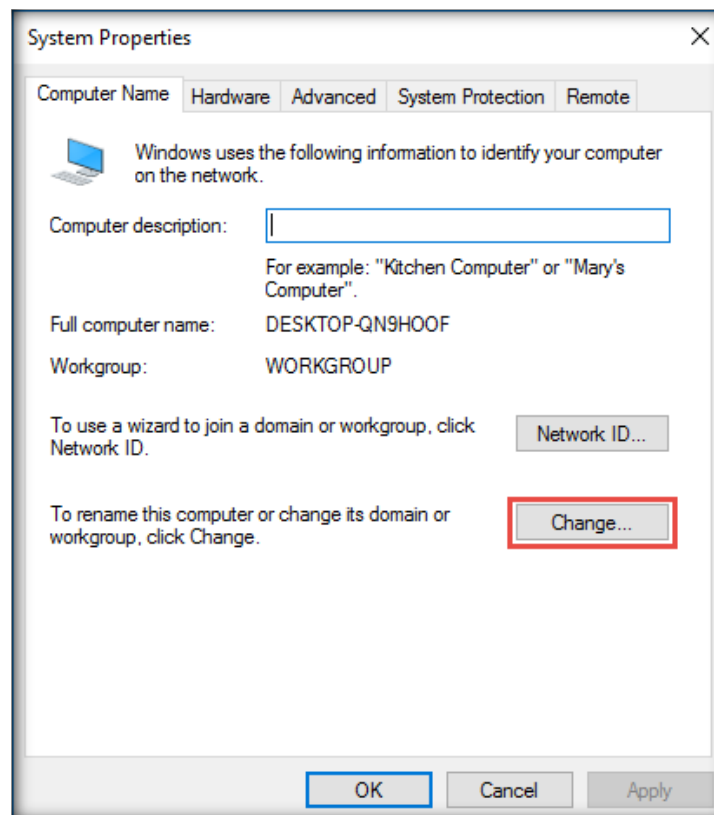 System Properties
Computer Name Hardware Advanced System Protection Remote
Windows uses the following information to identify your computer
on the network.
Computer description:
For example: "Kitchen Computer" or "Mary's
Computer".
Full computer name: DESKTOP-QN9HOOF
Workgroup: WORKGROUP
To use a wizard to join a domain or workgroup, click
Network ID.
Network ID...
To rename this computer or change its domain or
workgroup, click Change.
Change...
OK Cancel Apply